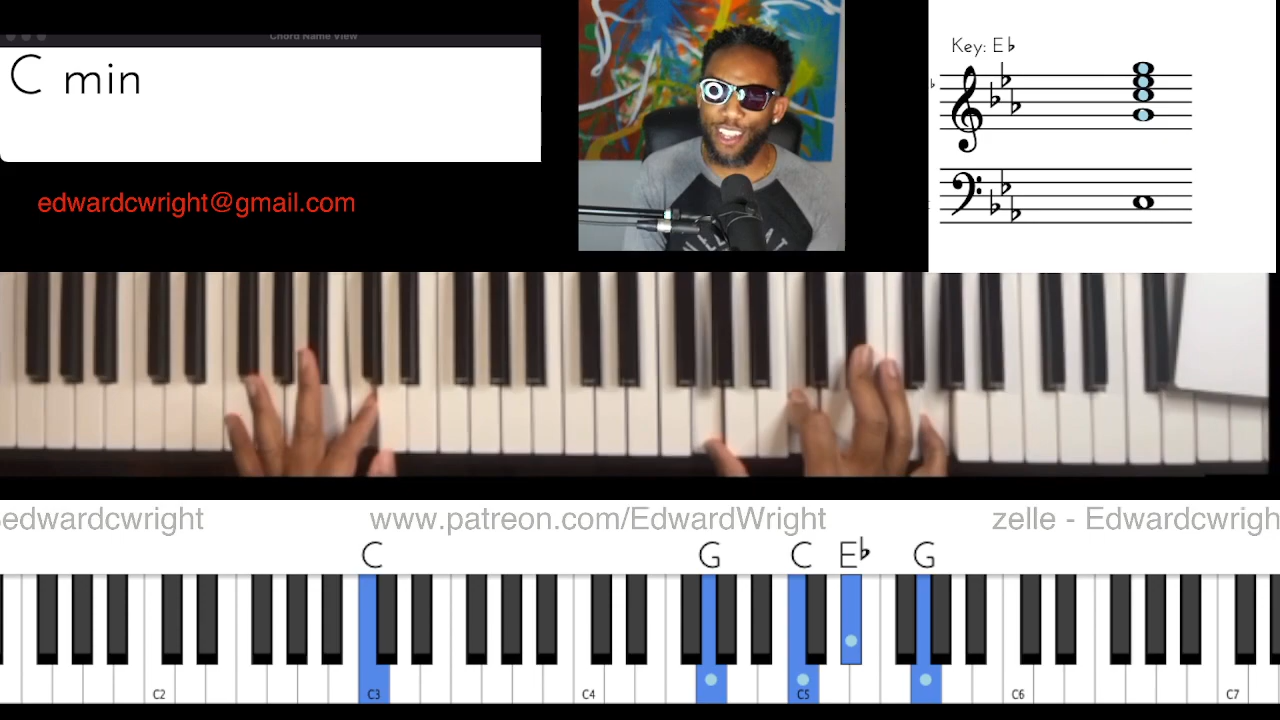 Chord Name View
C min
Key: E♭
edwardcwright@gmail.com
edwardcwright
www.patreon.com/EdwardWright
zelle - Edwardcwrigh
C G C E♭ G
C2 C3 C4 C5 C6 C7